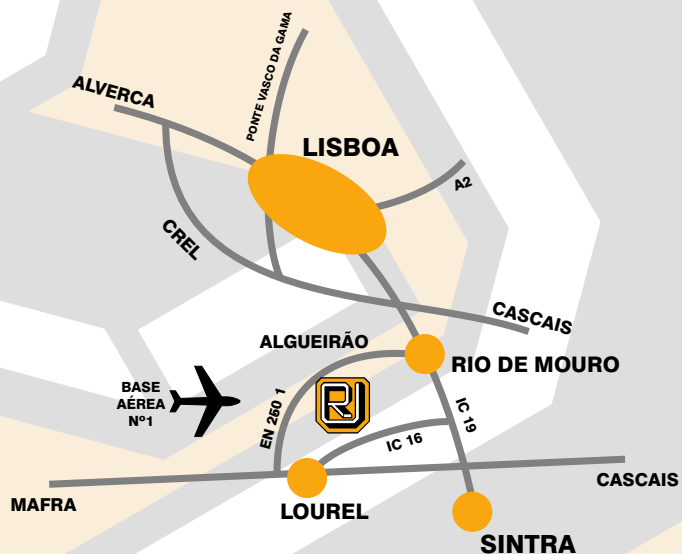 PONTE VASCO DA GAMA
ALVERCA
LISBOA
A2
CREL
CASCAIS
ALGUEIRÃO
RIO DE MOURO
BASE
AÉREA
Nº1
EN 250 1
RJ
IC 19
IC 16
CASCAIS
MAFRA
LOUREL
SINTRA